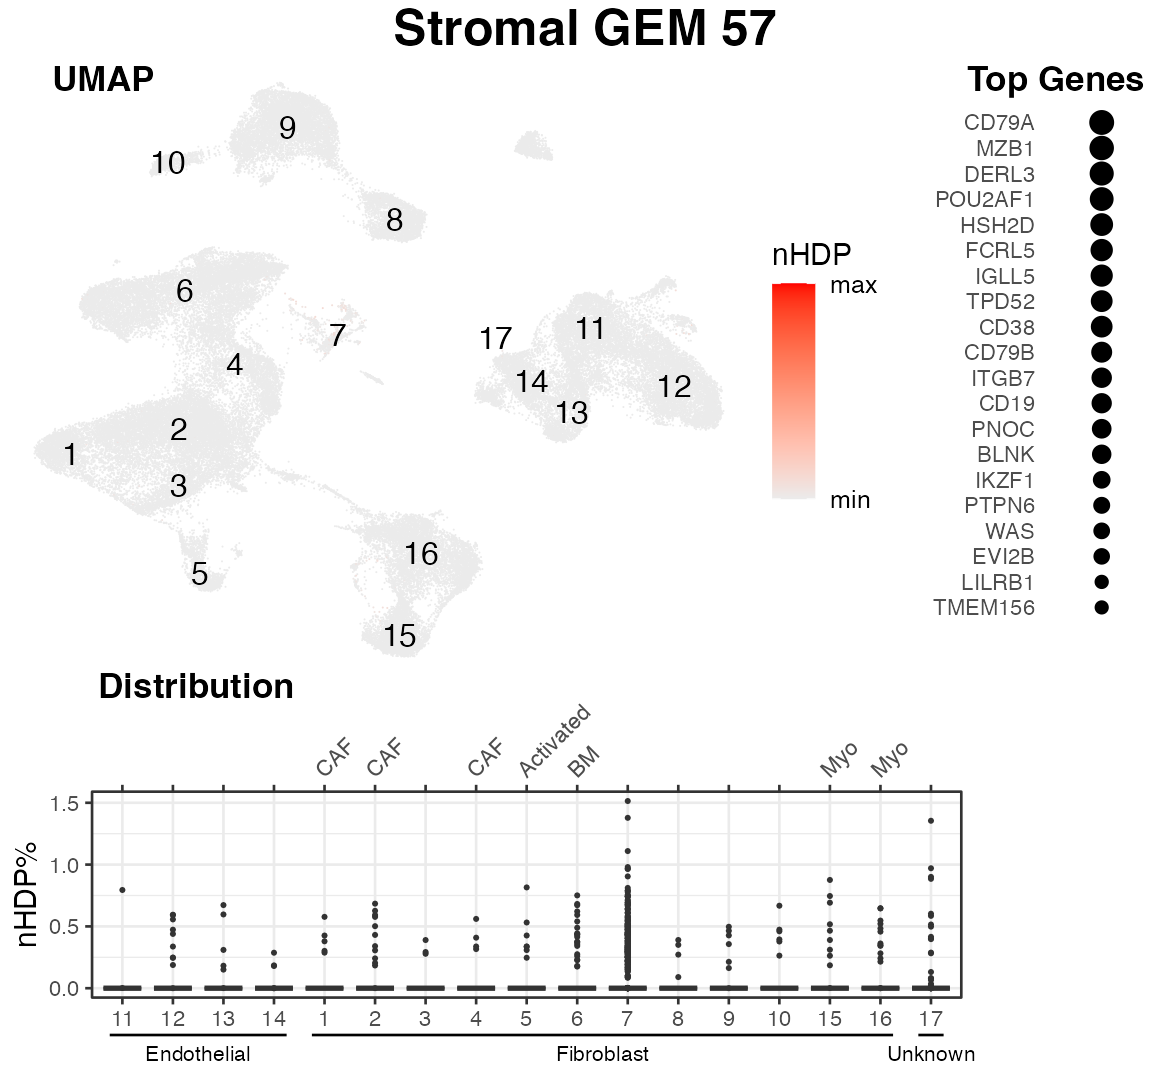 Stromal GEM 57
UMAP
9
10
8
6
7
4
2
1
3
5
16
15
17
11
14
12
13
nHDP
max
min
Top Genes
CD79A
MZB1
DERL3
POU2AF1
HSH2D
FCRL5
IGLL5
TPD52
CD38
CD79B
ITGB7
CD19
PNOC
BLNK
IKZF1
PTPN6
WAS
EVI2B
LILRB1
TMEM156
Distribution
CAF
CAF
CAF
Activated
BM
Myo
Myo
nHDP%
1.5
1.0
0.5
0.0
11 12 13 14 1 2 3 4 5 6 7 8 9 10 15 16 17
Endothelial Fibroblast Unknown